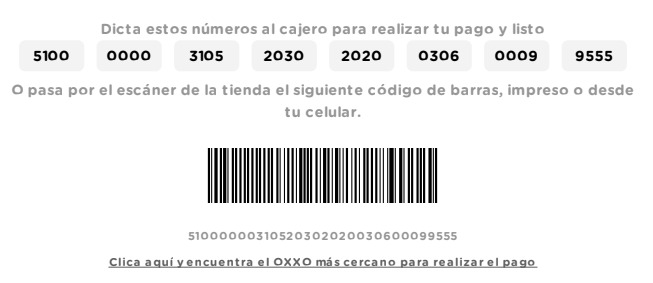 Dicta estos números al cajero para realizar tu pago y listo
5100 0000 3105 2030 2020 0306 0009 9555
O pasa por el escáner de la tienda el siguiente código de barras, impreso o desde
tu celular.
51000000310520302020030600099555
Clica aquí y encuentra el OXXO más cercano para realizar el pago